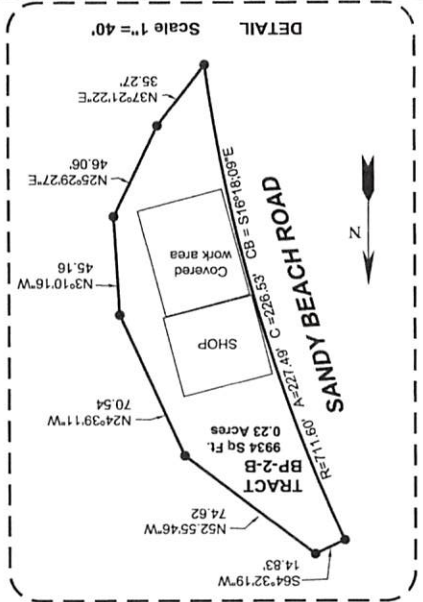 S64°32'19"W
14.83'
N52.55'46"W
74.62
TRACT
BP-2-B
9934 Sq Ft.
0.23 Acres
N24°39'11"W
70.54
SHOP
Covered
work area
N3°10'16"W
45.16
N25°29'27"E
46.06'
N37°21'22"E
35.27'
R=711.60' A=227.49' C =226.53' CB = S16°18'09"E
SANDY BEACH ROAD
N
DETAIL Scale 1" = 40'